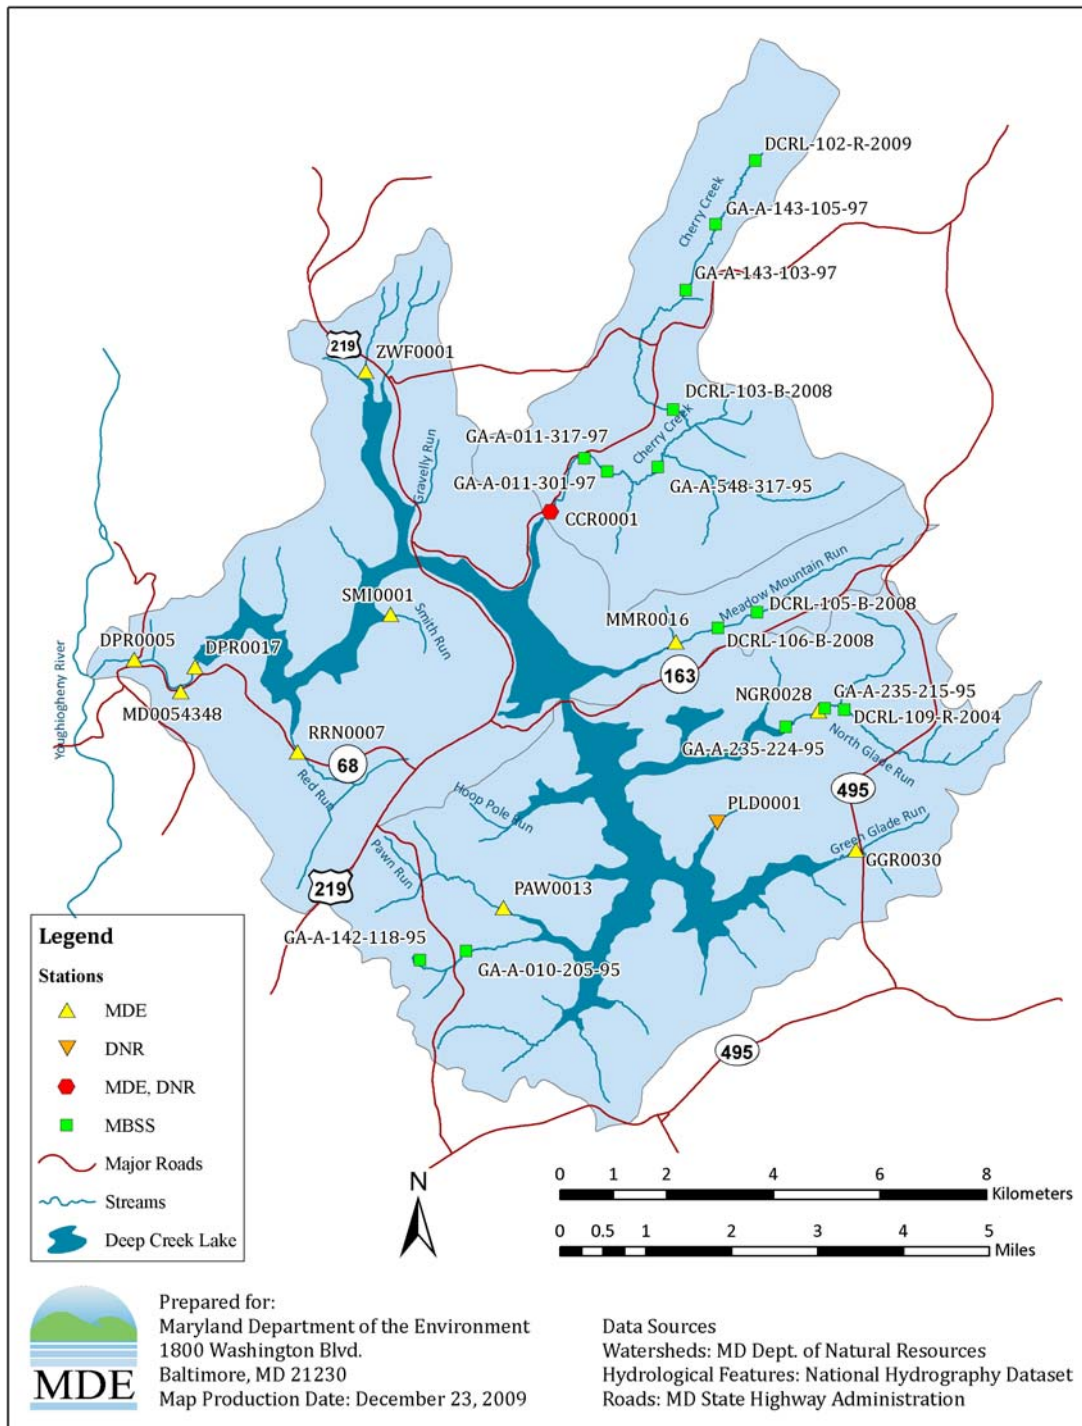 DCRL-102-R-2009
Cherry Creek
GA-A-143-105-97
GA-A-143-103-97
219
ZWF0001
DCRL-103-B-2008
GA-A-011-317-97
Cherry Creek
Gravelly Run
GA-A-011-301-97
GA-A-548-317-95
CCR0001
Meadow Mountain Run
SMI0001
Smith Run
MMR0016
DCRL-105-B-2008
DPR0005
DPR0017
DCRL-106-B-2008
163
Youghiogheny River
MD0054348
NGR0028
GA-A-235-215-95
DCRL-109-R-2004
RRN0007
GA-A-235-224-95
North Glade Run
68
Red Run
495
Hoop Pole Run
PLD0001
Green Glade Run
Pawn Run
GGR0030
219
PAW0013
GA-A-142-118-95
GA-A-010-205-95
495
Legend
Stations
MDE
DNR
MDE, DNR
MBSS
Major Roads
Streams
Deep Creek Lake
N
0 1 2 4 6 8
Kilometers
0 0.5 1 2 3 4 5
Miles
MDE
Prepared for:
Maryland Department of the Environment
1800 Washington Blvd.
Baltimore, MD 21230
Map Production Date: December 23, 2009
Data Sources
Watersheds: MD Dept. of Natural Resources
Hydrological Features: National Hydrography Dataset
Roads: MD State Highway Administration